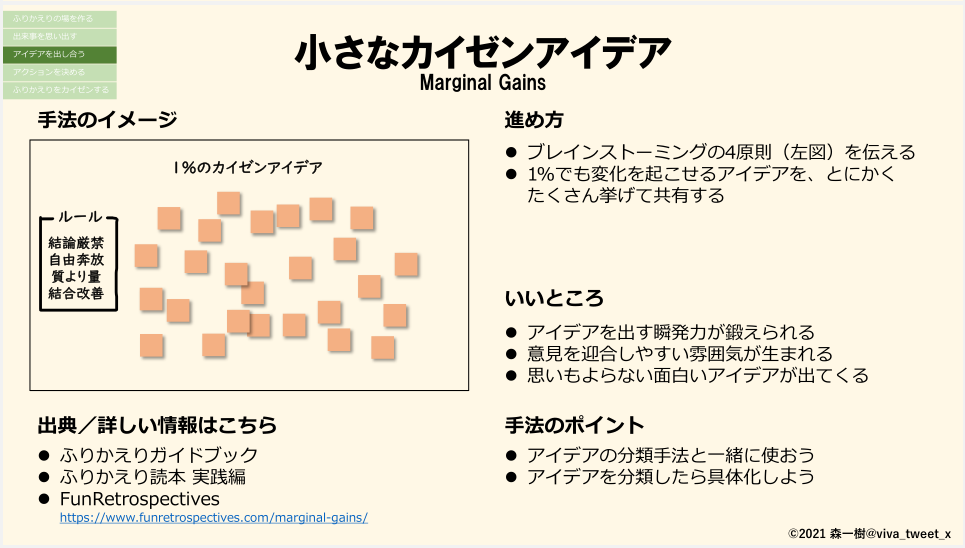 ふりかえりの場を作る
出来事を思い出す
アイデアを出し合う
アクションを決める
ふりかえりをカイゼンする
小さなカイゼンアイデア
Marginal Gains
手法のイメージ
1%のカイゼンアイデア
ルール
結論厳禁
自由奔放
質より量
結合改善
出典／詳しい情報はこちら
● ふりかえりガイドブック
● ふりかえり読本 実践編
● FunRetrospectives
https://www.funretrospectives.com/marginal-gains/
進め方
● ブレインストーミングの4原則（左図）を伝える
● 1%でも変化を起こせるアイデアを、とにかく
たくさん挙げて共有する
いいところ
● アイデアを出す瞬発力が鍛えられる
● 意見を迎合しやすい雰囲気が生まれる
● 思いもよらない面白いアイデアが出てくる
手法のポイント
● アイデアの分類手法と一緒に使おう
● アイデアを分類したら具体化しよう
©2021 森一樹@viva_tweet_x